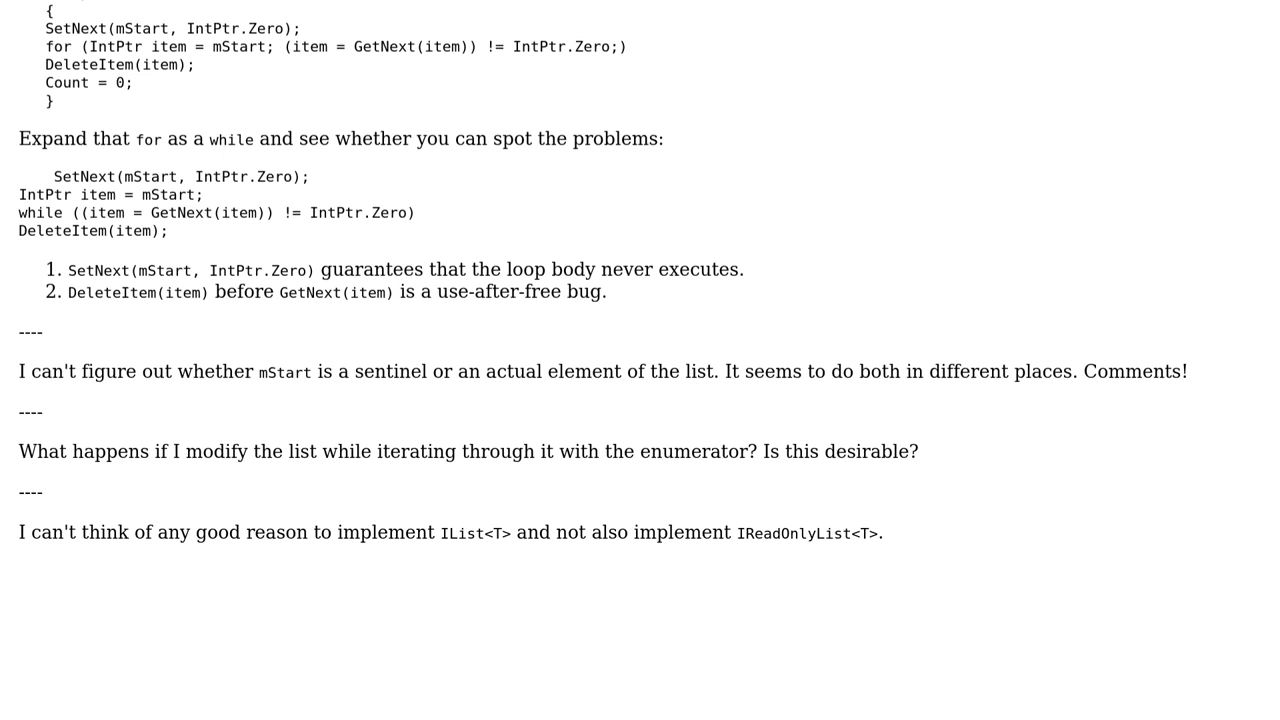 {
SetNext(mStart, IntPtr.Zero);
for (IntPtr item = mStart; (item = GetNext(item)) != IntPtr.Zero;)
DeleteItem(item);
Count = 0;
}
Expand that for as a while and see whether you can spot the problems:
SetNext(mStart, IntPtr.Zero);
IntPtr item = mStart;
while ((item = GetNext(item)) != IntPtr.Zero)
DeleteItem(item);
1. SetNext(mStart, IntPtr.Zero) guarantees that the loop body never executes.
2. DeleteItem(item) before GetNext(item) is a use-after-free bug.
----
I can't figure out whether mStart is a sentinel or an actual element of the list. It seems to do both in different places. Comments!
----
What happens if I modify the list while iterating through it with the enumerator? Is this desirable?
----
I can't think of any good reason to implement IList<T> and not also implement IReadOnlyList<T>.